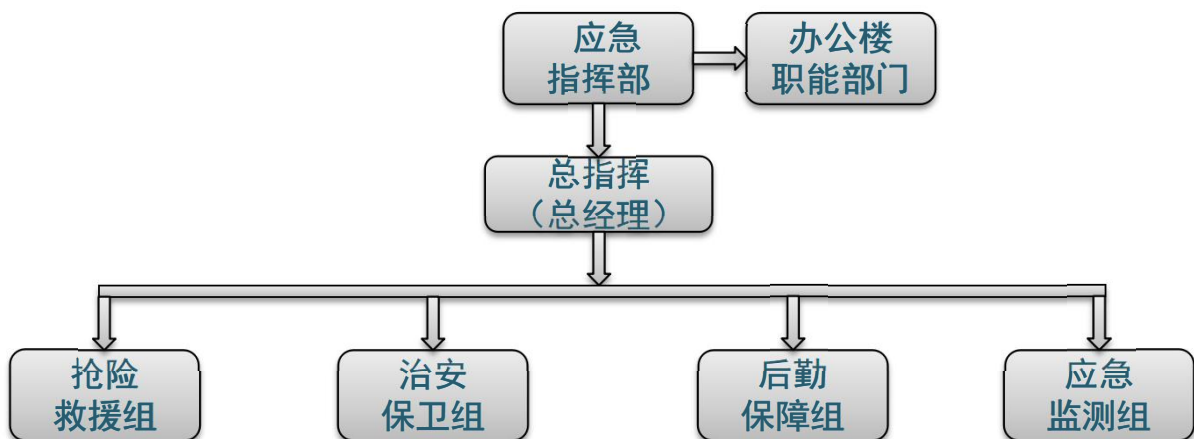 应急
指挥部
办公楼
职能部门
总指挥
（总经理）
抢险
救援组
治安
保卫组
后勤
保障组
应急
监测组